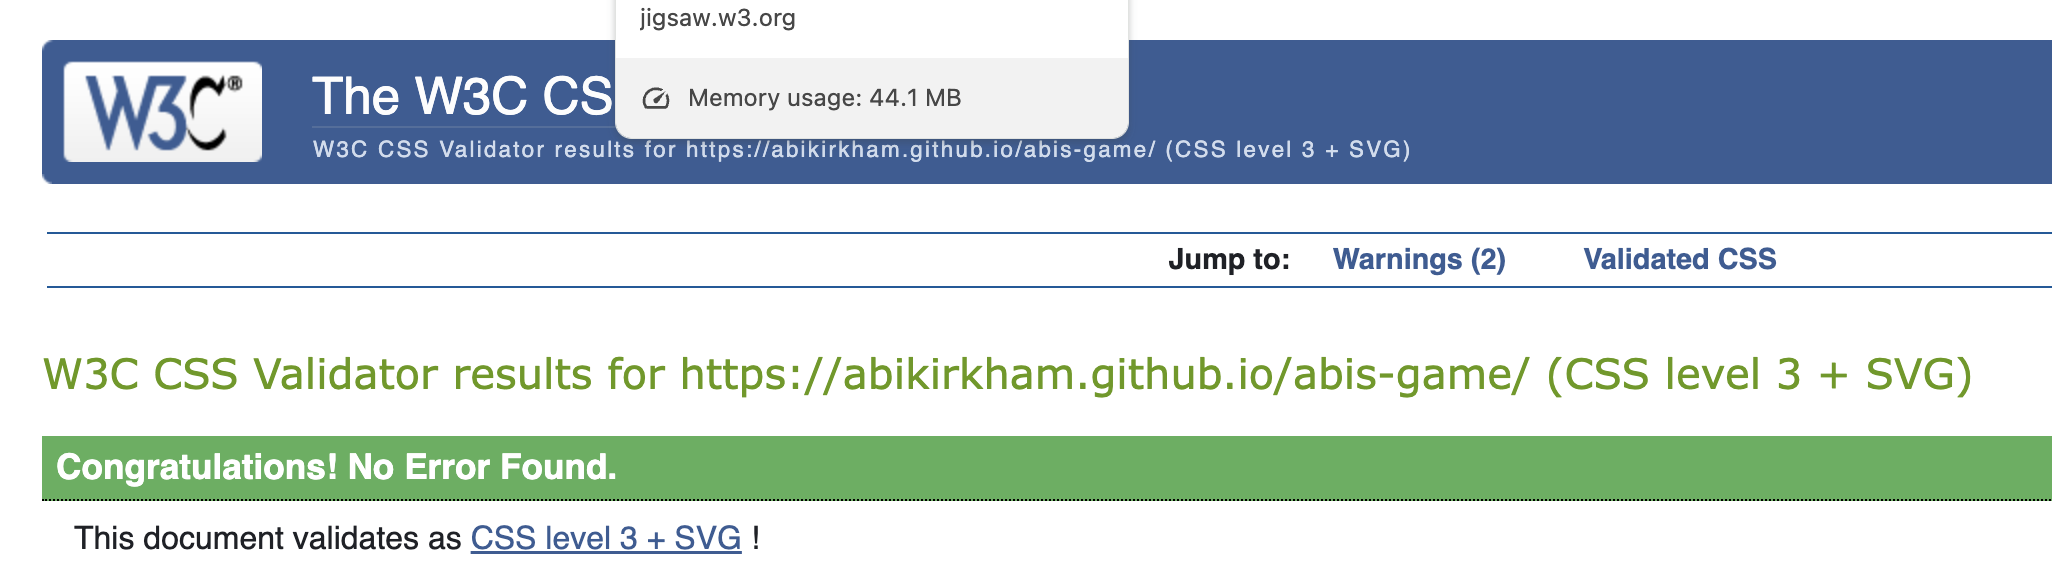 jigsaw.w3.org
W3C®
The W3C CS
Memory usage: 44.1 MB
W3C CSS Validator results for https://abikirkham.github.io/abis-game/ (CSS level 3 + SVG)
Jump to: Warnings (2) Validated CSS
W3C CSS Validator results for https://abikirkham.github.io/abis-game/ (CSS level 3 + SVG)
Congratulations! No Error Found.
This document validates as CSS level 3 + SVG !